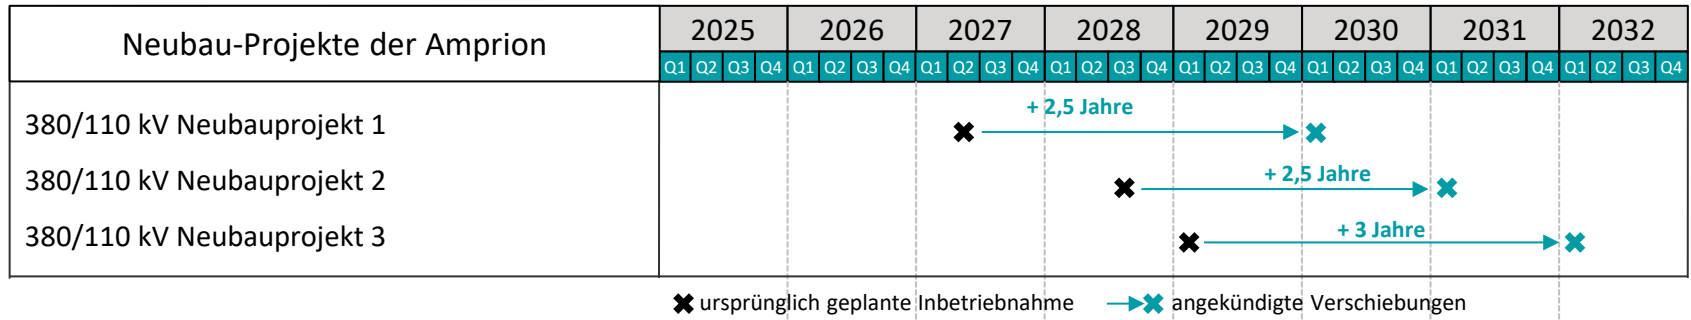 Neubau-Projekte der Amprion
2025 2026 2027 2028 2029 2030 2031 2032
Q1 Q2 Q3 Q4 Q1 Q2 Q3 Q4 Q1 Q2 Q3 Q4 Q1 Q2 Q3 Q4 Q1 Q2 Q3 Q4 Q1 Q2 Q3 Q4 Q1 Q2 Q3 Q4 Q1 Q2 Q3 Q4
380/110 kV Neubauprojekt 1
+ 2,5 Jahre
380/110 kV Neubauprojekt 2
+ 2,5 Jahre
380/110 kV Neubauprojekt 3
+ 3 Jahre
ursprünglich geplante Inbetriebnahme
angekündigte Verschiebungen